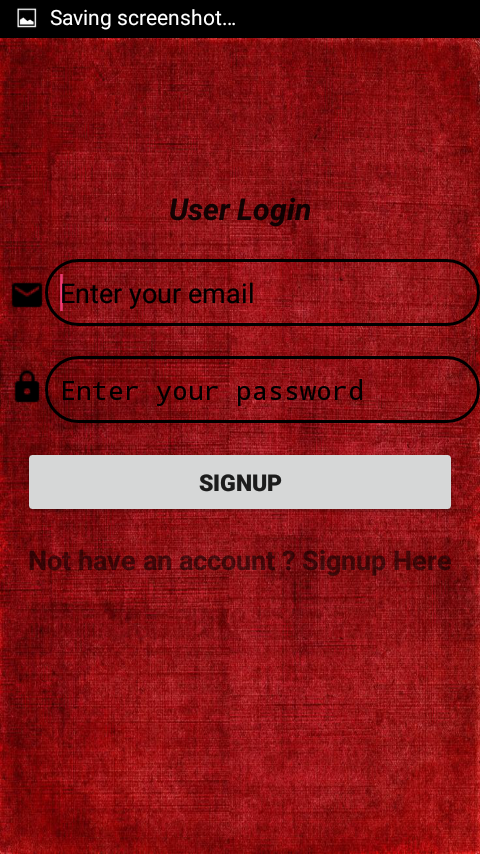 Saving screenshot...
User Login
Enter your email
Enter your password
SIGNUP
Not have an account ? Signup Here